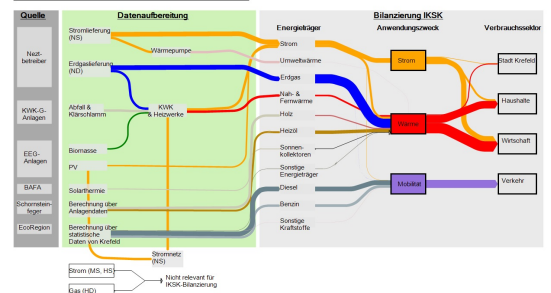 Quelle
Datenaufbereitung
Bilanzierung IKSK
Energieträger
Anwendungszweck
Verbrauchssektor
Nezt-
betreiber
KWK-G-
Anlagen
EEG-
Anlagen
BAFA
Schornstein-
feger
EcoRegion
Stromlieferung
(NS)
Wärmepumpe
Erdgaslieferung
(ND)
Abfall &
Klärschlamm
KWK
& Heizwerke
Biomasse
PV
Solarthermie
Berechnung über
Anlagendaten
Berechnung über
statistische
Daten von Krefeld
Stromnetz
(NS)
Strom
Umweltwärme
Erdgas
Nah- &
Fernwärme
Holz
Heizöl
Sonnen-
kollektoren
Sonstige
Energieträger
Diesel
Benzin
Sonstige
Kraftstoffe
Strom
Wärme
Mobilität
Stadt Krefeld
Haushalte
Wirtschaft
Verkehr
Strom (MS, HS)
Gas (HD)
Nicht relevant für
IKSK-Bilanzierung